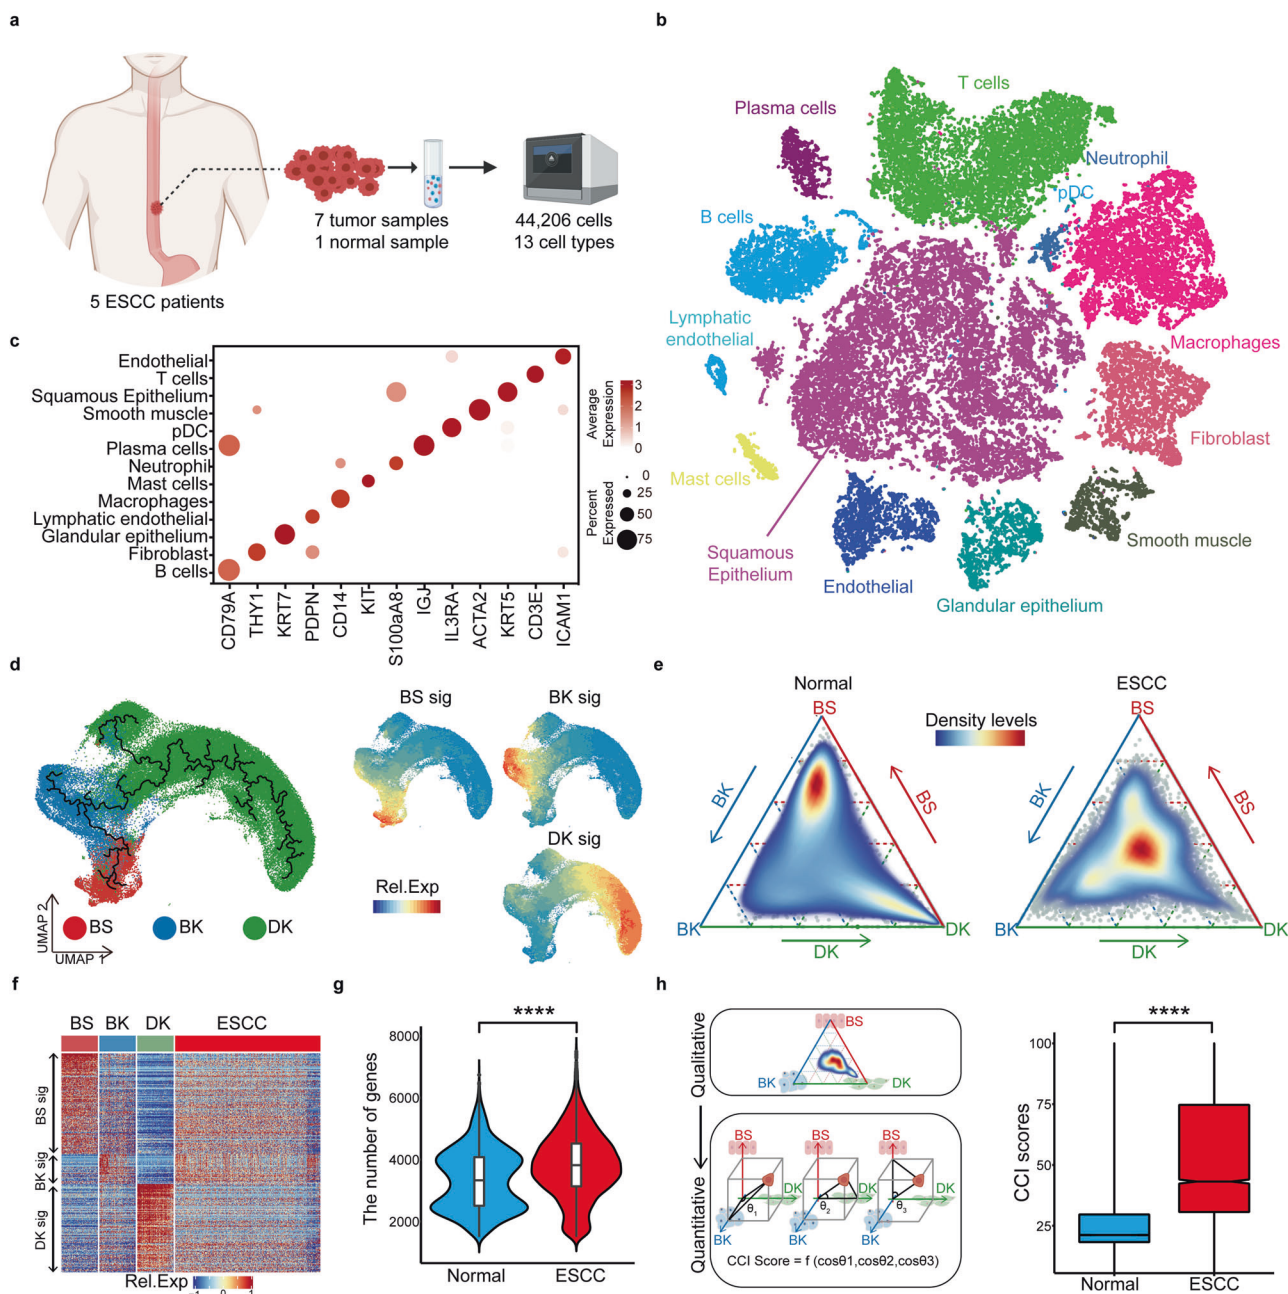 a
7 tumor samples
1 normal sample
44,206 cells
13 cell types
5 ESCC patients
b
T cells
Plasma cells
Neutrophil
pDC
B cells
Lymphatic
endothelial
Macrophages
Fibroblast
Mast cells
Smooth muscle
Squamous
Epithelium
Endothelial
Glandular epithelium
c
Endothelial
T cells
Squamous Epithelium
Smooth muscle
pDC
Plasma cells
Neutrophil
Mast cells
Macrophages
Lymphatic endothelial
Glandular epithelium
Fibroblast
B cells
CD79A
THY1
KRT7
PDPN
CD14
KIT
S100aA8
IGJ
IL3RA
ACTA2
KRT5
CD3E
ICAM1
Average
Expression
3
2
1
0
Percent
Expressed
0
25
50
75
d
UMAP 2
UMAP 1
BS
BK
DK
BS sig
BK sig
DK sig
Rel.Exp
e
Normal
ESCC
Density levels
BS
BK
BS
BK
DK
DK
BS
BK
BS
BK
DK
DK
f
BS
BK
DK
ESCC
BS sig
BK sig
DK sig
Rel.Exp
−1
0
1
g
****
The number of genes
8000
6000
4000
2000
Normal
ESCC
h
Qualitative
Quantitative
BS
BK
DK
BS
DK
θ1
BK
BS
DK
θ2
BK
BS
DK
θ3
BK
CCI Score = f (cosθ1,cosθ2,cosθ3)
****
CCI scores
100
75
50
25
Normal
ESCC